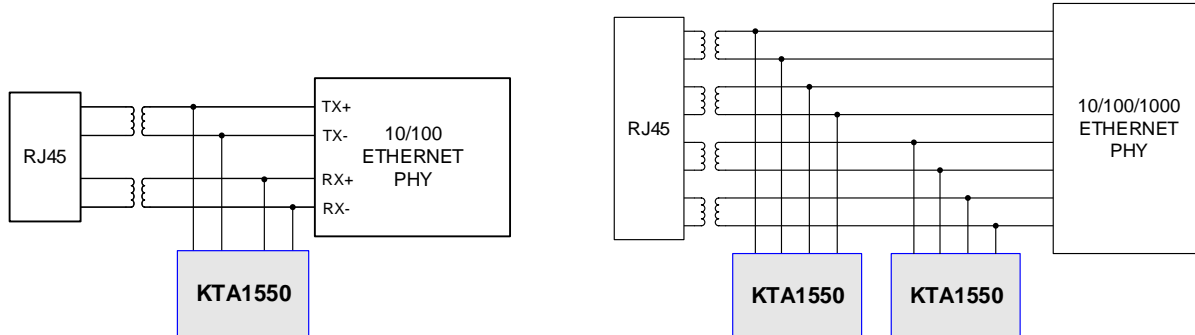 RJ45
TX+
TX-
RX+
RX-
10/100
ETHERNET
PHY
KTA1550
RJ45
10/100/1000
ETHERNET
PHY
KTA1550
KTA1550